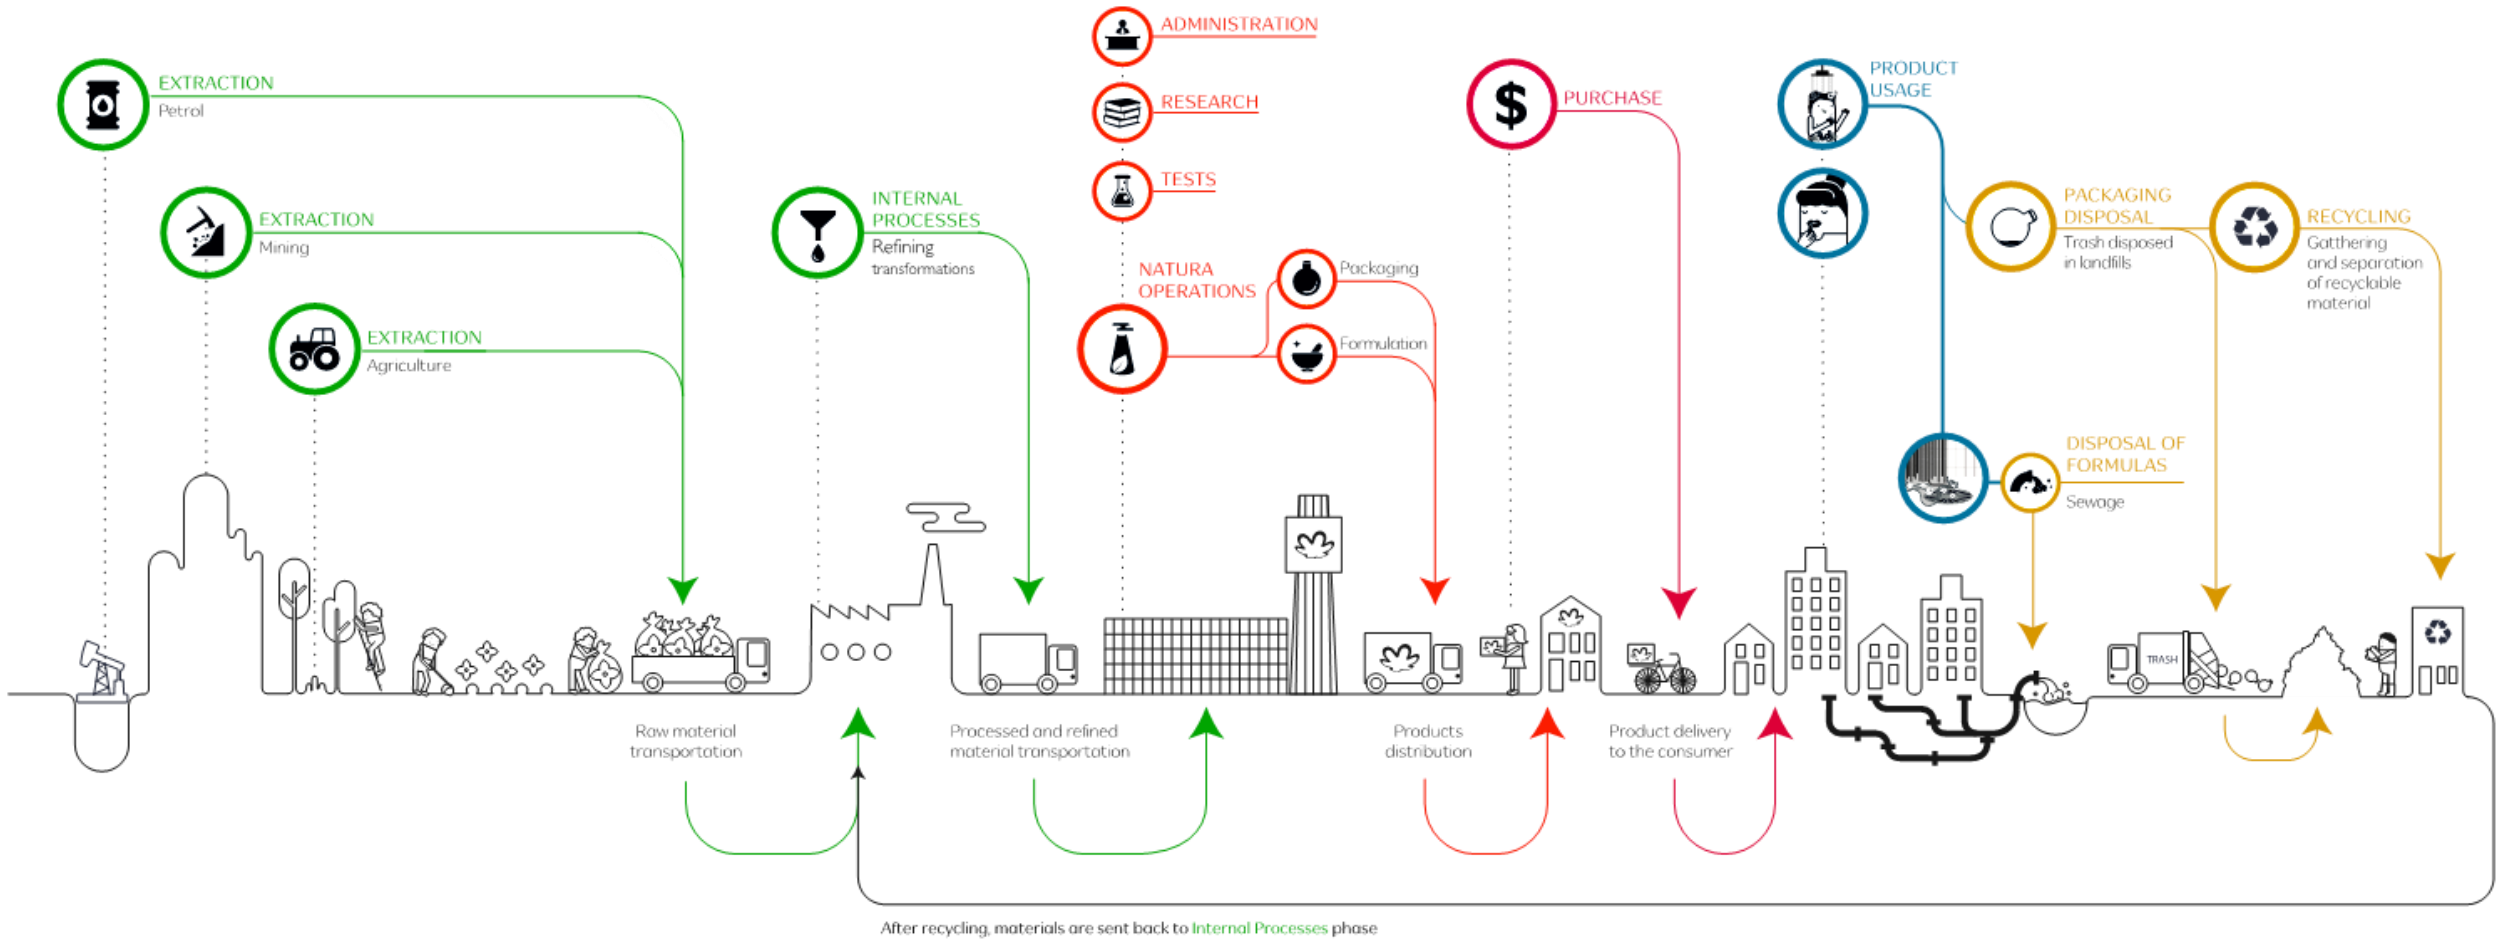 EXTRACTION
Petrol
EXTRACTION
Mining
EXTRACTION
Agriculture
INTERNAL
PROCESSES
Refining
transformations
ADMINISTRATION
RESEARCH
TESTS
NATURA
OPERATIONS
Packaging
Formulation
$ PURCHASE
PRODUCT
USAGE
PACKAGING
DISPOSAL
Trash disposed
in landfills
RECYCLING
Gatthering
and separation
of recyclable
material
DISPOSAL OF
FORMULAS
Sewage
TRASH
Raw material
transportation
Processed and refined
material transportation
Products
distribution
Product delivery
to the consumer
After recycling, materials are sent back to Internal Processes phase